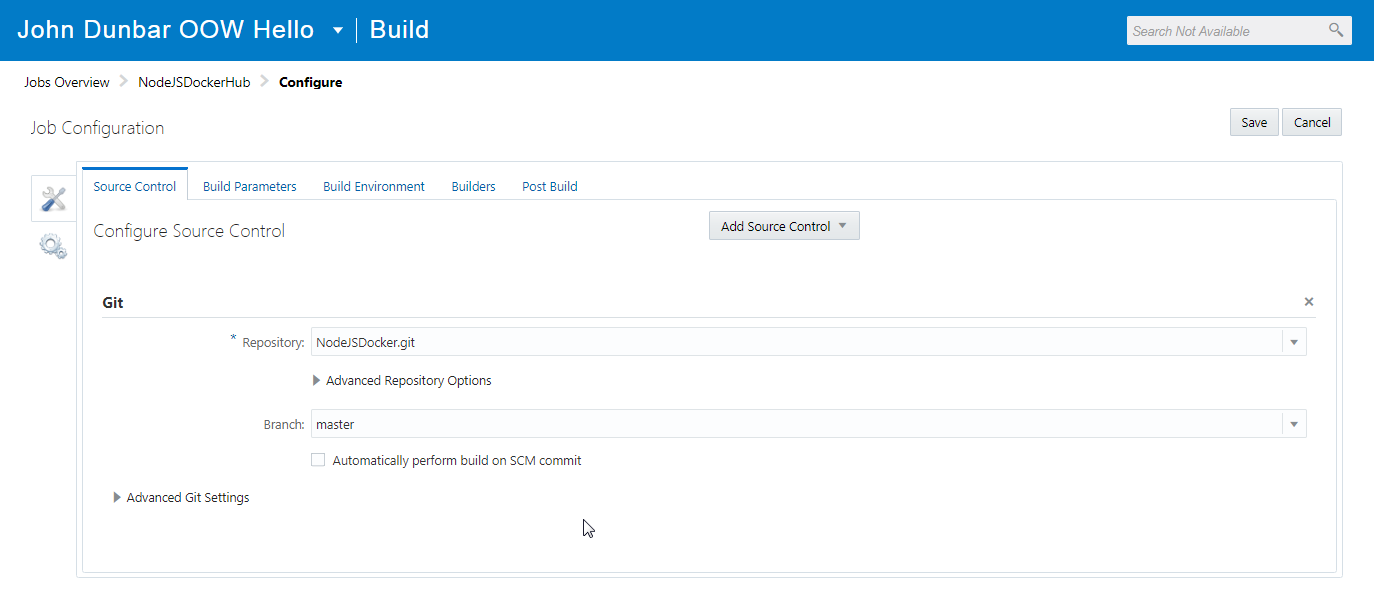 John Dunbar OOW Hello Build Search Not Available
Jobs Overview NodeJSDockerHub Configure
Job Configuration Save Cancel
Source Control Build Parameters Build Environment Builders Post Build
Configure Source Control Add Source Control
Git
* Repository: NodeJSDocker.git
Advanced Repository Options
Branch: master
Automatically perform build on SCM commit
Advanced Git Settings